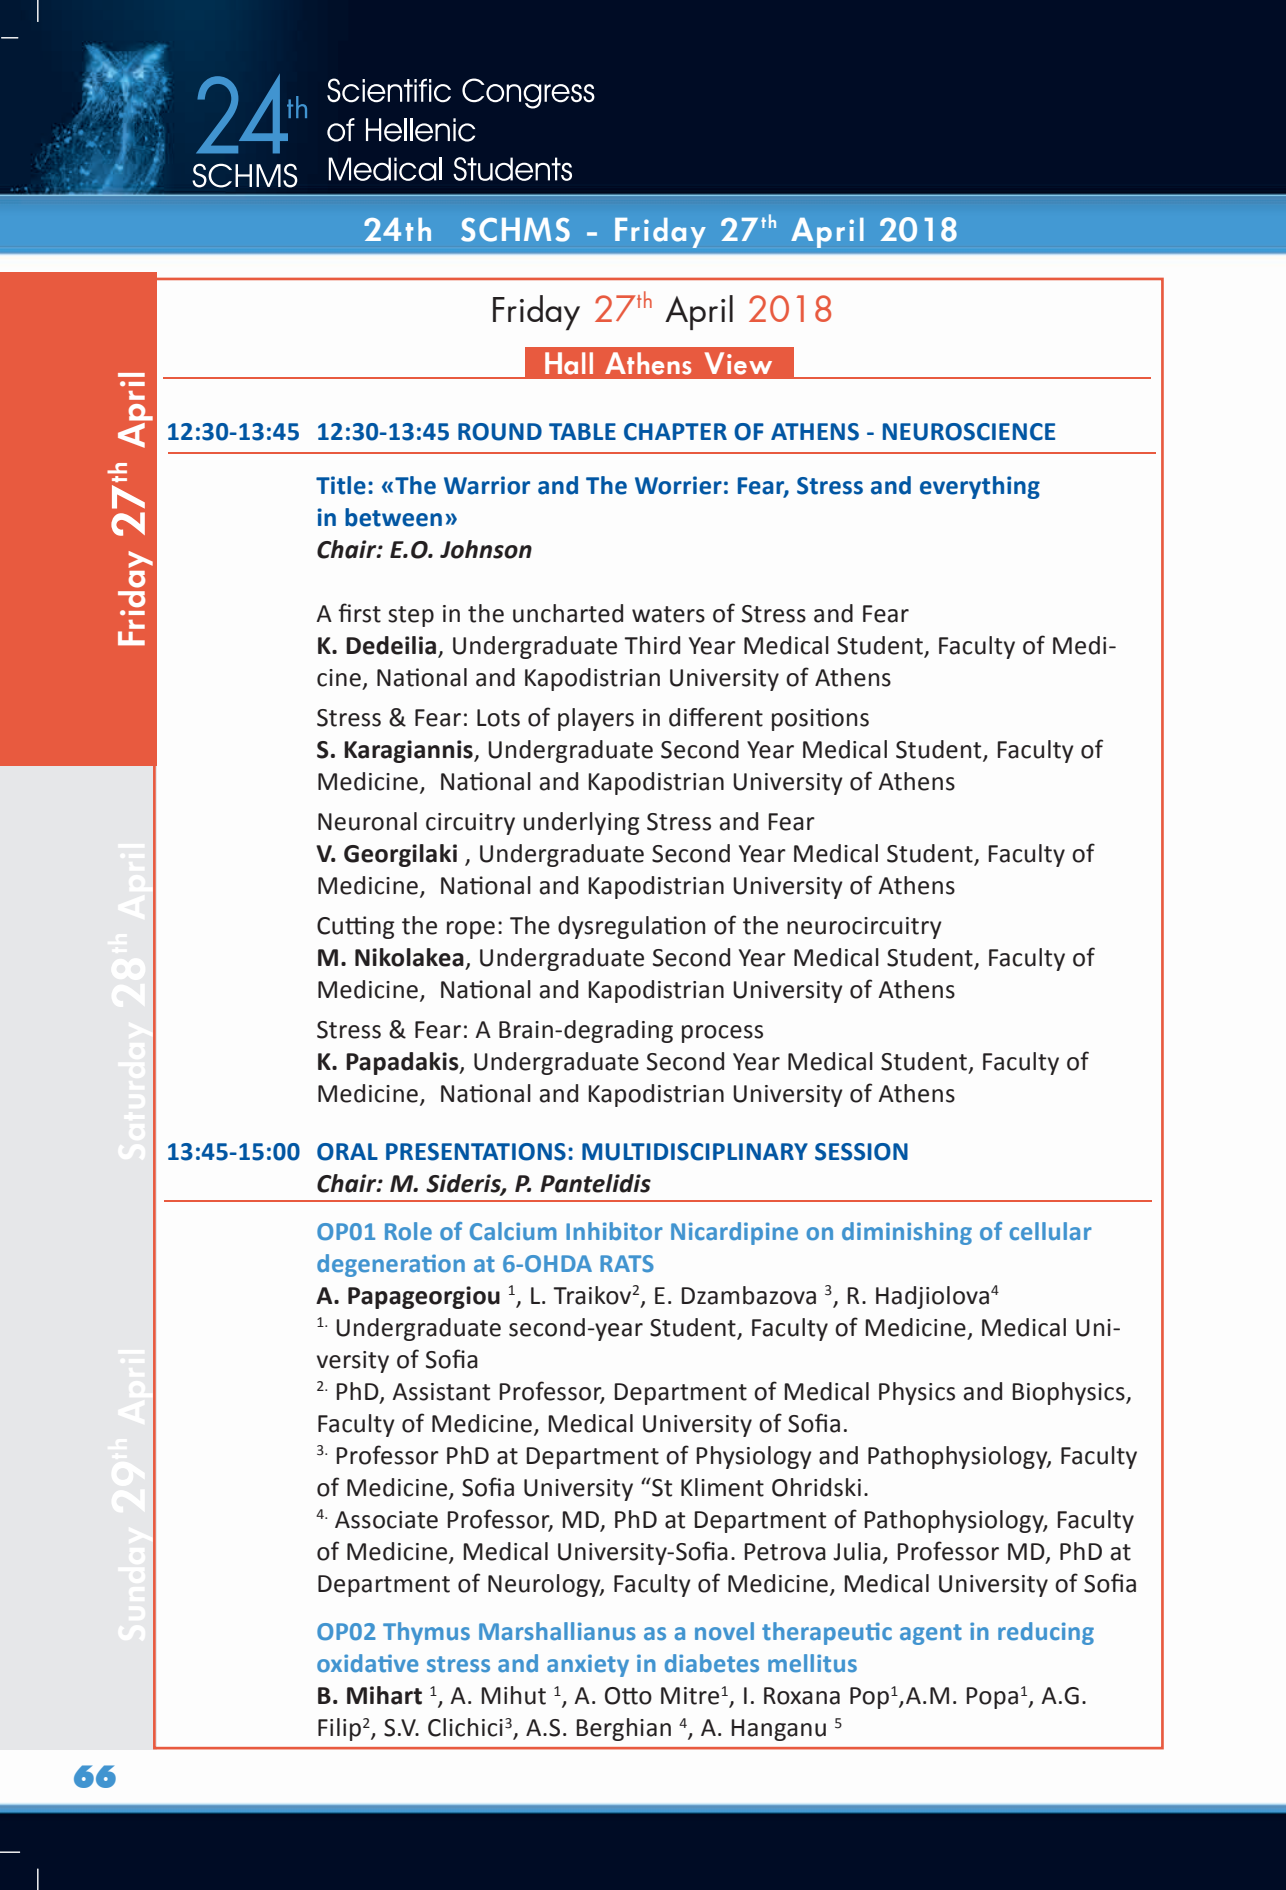 24th
SCHMS
Scientific Congress
of Hellenic
Medical Students
24th SCHMS - Friday 27th April 2018
Friday 27th April
Saturday 28th April
Sunday 29th April
Friday 27th April 2018
Hall Athens View
12:30-13:45 12:30-13:45 ROUND TABLE CHAPTER OF ATHENS - NEUROSCIENCE
Title: «The Warrior and The Worrier: Fear, Stress and everything
in between»
Chair: E.O. Johnson
A first step in the uncharted waters of Stress and Fear
K. Dedeilia, Undergraduate Third Year Medical Student, Faculty of Medi-
cine, National and Kapodistrian University of Athens
Stress & Fear: Lots of players in different positions
S. Karagiannis, Undergraduate Second Year Medical Student, Faculty of
Medicine, National and Kapodistrian University of Athens
Neuronal circuitry underlying Stress and Fear
V. Georgilaki , Undergraduate Second Year Medical Student, Faculty of
Medicine, National and Kapodistrian University of Athens
Cutting the rope: The dysregulation of the neurocircuitry
M. Nikolakea, Undergraduate Second Year Medical Student, Faculty of
Medicine, National and Kapodistrian University of Athens
Stress & Fear: A Brain-degrading process
K. Papadakis, Undergraduate Second Year Medical Student, Faculty of
Medicine, National and Kapodistrian University of Athens
13:45-15:00 ORAL PRESENTATIONS: MULTIDISCIPLINARY SESSION
Chair: M. Sideris, P. Pantelidis
OP01 Role of Calcium Inhibitor Nicardipine on diminishing of cellular
degeneration at 6-OHDA RATS
A. Papageorgiou ¹, L. Traikov², E. Dzambazova ³, R. Hadjiolova⁴
¹· Undergraduate second-year Student, Faculty of Medicine, Medical Uni-
versity of Sofia
²· PhD, Assistant Professor, Department of Medical Physics and Biophysics,
Faculty of Medicine, Medical University of Sofia.
³· Professor PhD at Department of Physiology and Pathophysiology, Faculty
of Medicine, Sofia University “St Kliment Ohridski.
⁴· Associate Professor, MD, PhD at Department of Pathophysiology, Faculty
of Medicine, Medical University-Sofia. Petrova Julia, Professor MD, PhD at
Department of Neurology, Faculty of Medicine, Medical University of Sofia
OP02 Thymus Marshallianus as a novel therapeutic agent in reducing
oxidative stress and anxiety in diabetes mellitus
B. Mihart ¹, A. Mihut ¹, A. Otto Mitre¹, I. Roxana Pop¹,A.M. Popa¹, A.G.
Filip², S.V. Clichici³, A.S. Berghian ⁴, A. Hanganu ⁵
66